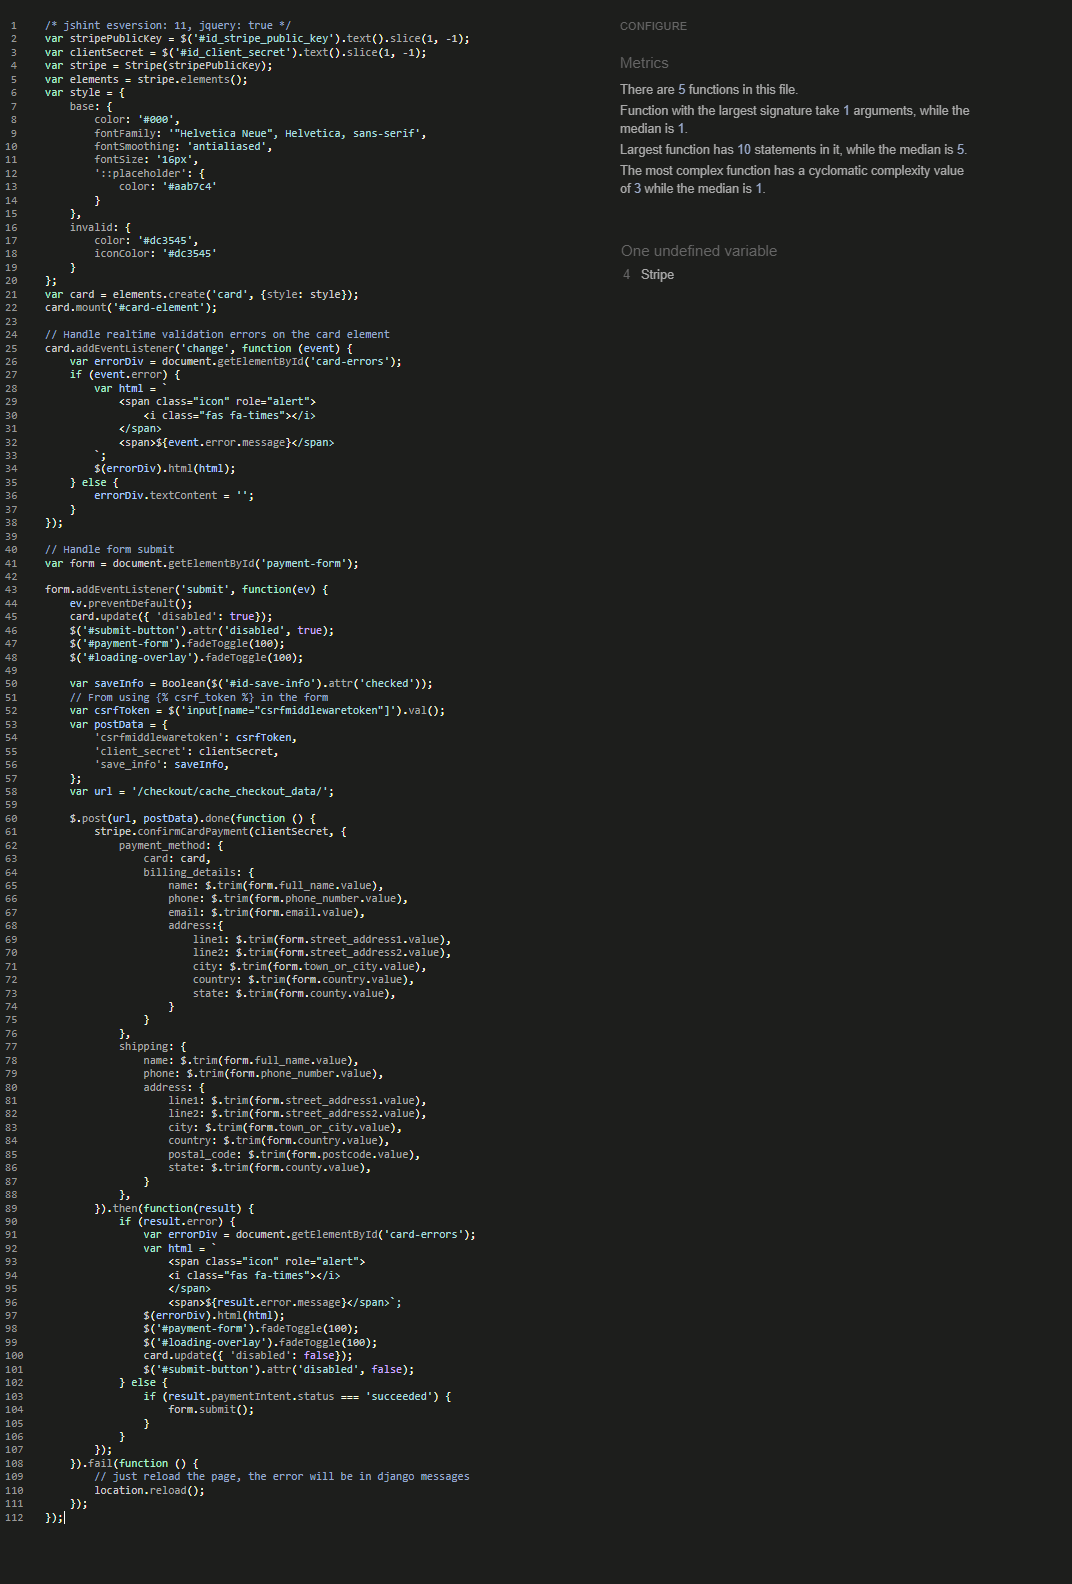 1 /* jshint esversion: 11, jquery: true */
2 var stripePublicKey = $('#id_stripe_public_key').text().slice(1, -1);
3 var clientSecret = $('#id_client_secret').text().slice(1, -1);
4 var stripe = Stripe(stripePublicKey);
5 var elements = stripe.elements();
6 var style = {
7     base: {
8         color: '#000',
9         fontFamily: '"Helvetica Neue", Helvetica, sans-serif',
10         fontSmoothing: 'antialiased',
11         fontSize: '16px',
12         '::placeholder': {
13             color: '#aab7c4'
14         }
15     },
16     invalid: {
17         color: '#dc3545',
18         iconColor: '#dc3545'
19     }
20 };
21 var card = elements.create('card', {style: style});
22 card.mount('#card-element');
23
24 // Handle realtime validation errors on the card element
25 card.addEventListener('change', function (event) {
26     var errorDiv = document.getElementById('card-errors');
27     if (event.error) {
28         var html = `
29             <span class="icon" role="alert">
30                 <i class="fas fa-times"></i>
31             </span>
32             <span>${event.error.message}</span>
33         `;
34         $(errorDiv).html(html);
35     } else {
36         errorDiv.textContent = '';
37     }
38 });
39
40 // Handle form submit
41 var form = document.getElementById('payment-form');
42
43 form.addEventListener('submit', function(ev) {
44     ev.preventDefault();
45     card.update({ 'disabled': true});
46     $('#submit-button').attr('disabled', true);
47     $('#payment-form').fadeToggle(100);
48     $('#loading-overlay').fadeToggle(100);
49
50     var saveInfo = Boolean($('#id-save-info').attr('checked'));
51     // From using {% csrf_token %} in the form
52     var csrfToken = $('input[name="csrfmiddlewaretoken"]').val();
53     var postData = {
54         'csrfmiddlewaretoken': csrfToken,
55         'client_secret': clientSecret,
56         'save_info': saveInfo,
57     };
58     var url = '/checkout/cache_checkout_data/';
59
60     $.post(url, postData).done(function () {
61         stripe.confirmCardPayment(clientSecret, {
62             payment_method: {
63                 card: card,
64                 billing_details: {
65                     name: $.trim(form.full_name.value),
66                     phone: $.trim(form.phone_number.value),
67                     email: $.trim(form.email.value),
68                     address:{
69                         line1: $.trim(form.street_address1.value),
70                         line2: $.trim(form.street_address2.value),
71                         city: $.trim(form.town_or_city.value),
72                         country: $.trim(form.country.value),
73                         state: $.trim(form.county.value),
74                     }
75                 }
76             },
77             shipping: {
78                 name: $.trim(form.full_name.value),
79                 phone: $.trim(form.phone_number.value),
80                 address: {
81                     line1: $.trim(form.street_address1.value),
82                     line2: $.trim(form.street_address2.value),
83                     city: $.trim(form.town_or_city.value),
84                     country: $.trim(form.country.value),
85                     postal_code: $.trim(form.postcode.value),
86                     state: $.trim(form.county.value),
87                 }
88             },
89         }).then(function(result) {
90             if (result.error) {
91                 var errorDiv = document.getElementById('card-errors');
92                 var html = `
93                     <span class="icon" role="alert">
94                     <i class="fas fa-times"></i>
95                     </span>
96                     <span>${result.error.message}</span>`;
97                 $(errorDiv).html(html);
98                 $('#payment-form').fadeToggle(100);
99                 $('#loading-overlay').fadeToggle(100);
100                 card.update({ 'disabled': false});
101                 $('#submit-button').attr('disabled', false);
102             } else {
103                 if (result.paymentIntent.status === 'succeeded') {
104                     form.submit();
105                 }
106             }
107         });
108     }).fail(function () {
109         // just reload the page, the error will be in django messages
110         location.reload();
111     });
112 });
CONFIGURE
Metrics
There are 5 functions in this file.
Function with the largest signature take 1 arguments, while the
median is 1.
Largest function has 10 statements in it, while the median is 5.
The most complex function has a cyclomatic complexity value
of 3 while the median is 1.
One undefined variable
4 Stripe